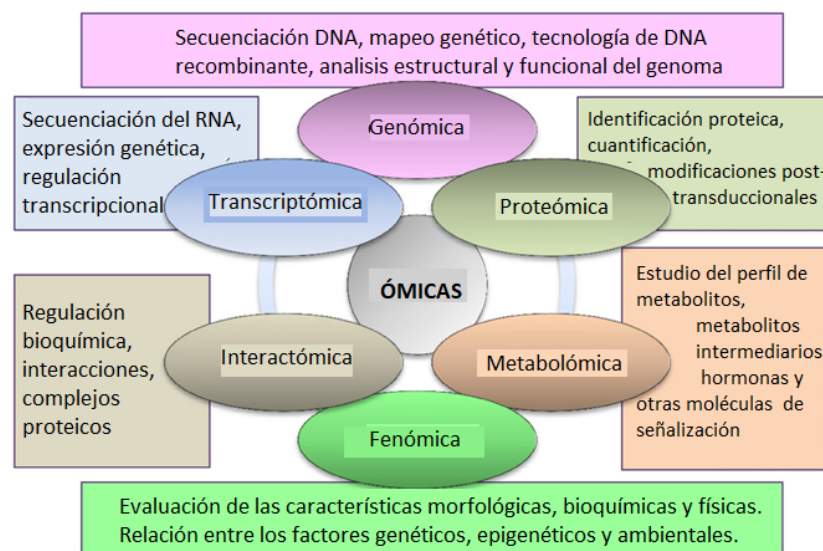 Secuenciación DNA, mapeo genético, tecnología de DNA
recombinante, analisis estructural y funcional del genoma
Genómica
Secuenciación del RNA,
expresión genética,
regulación
transcripcional
Transcriptómica
Identificación proteica,
cuantificación,
modificaciones post-
transduccionales
Proteómica
ÓMICAS
Regulación
bioquímica,
interacciones,
complejos
proteicos
Interactómica
Estudio del perfil de
metabolitos,
metabolitos
intermediarios
hormonas y
otras moléculas de
señalización
Metabolómica
Fenómica
Evaluación de las características morfológicas, bioquímicas y físicas.
Relación entre los factores genéticos, epigenéticos y ambientales.